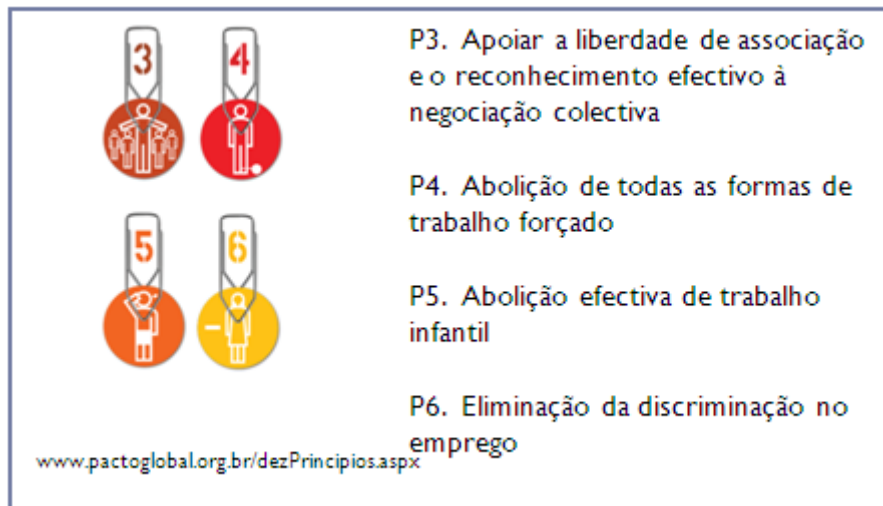 3
4
P3. Apoiar a liberdade de associação
e o reconhecimento efectivo à
negociação colectiva
P4. Abolição de todas as formas de
trabalho forçado
5
6
P5. Abolição efectiva de trabalho
infantil
P6. Eliminação da discriminação no
emprego
www.pactoglobal.org.br/dezPrincipios.aspx